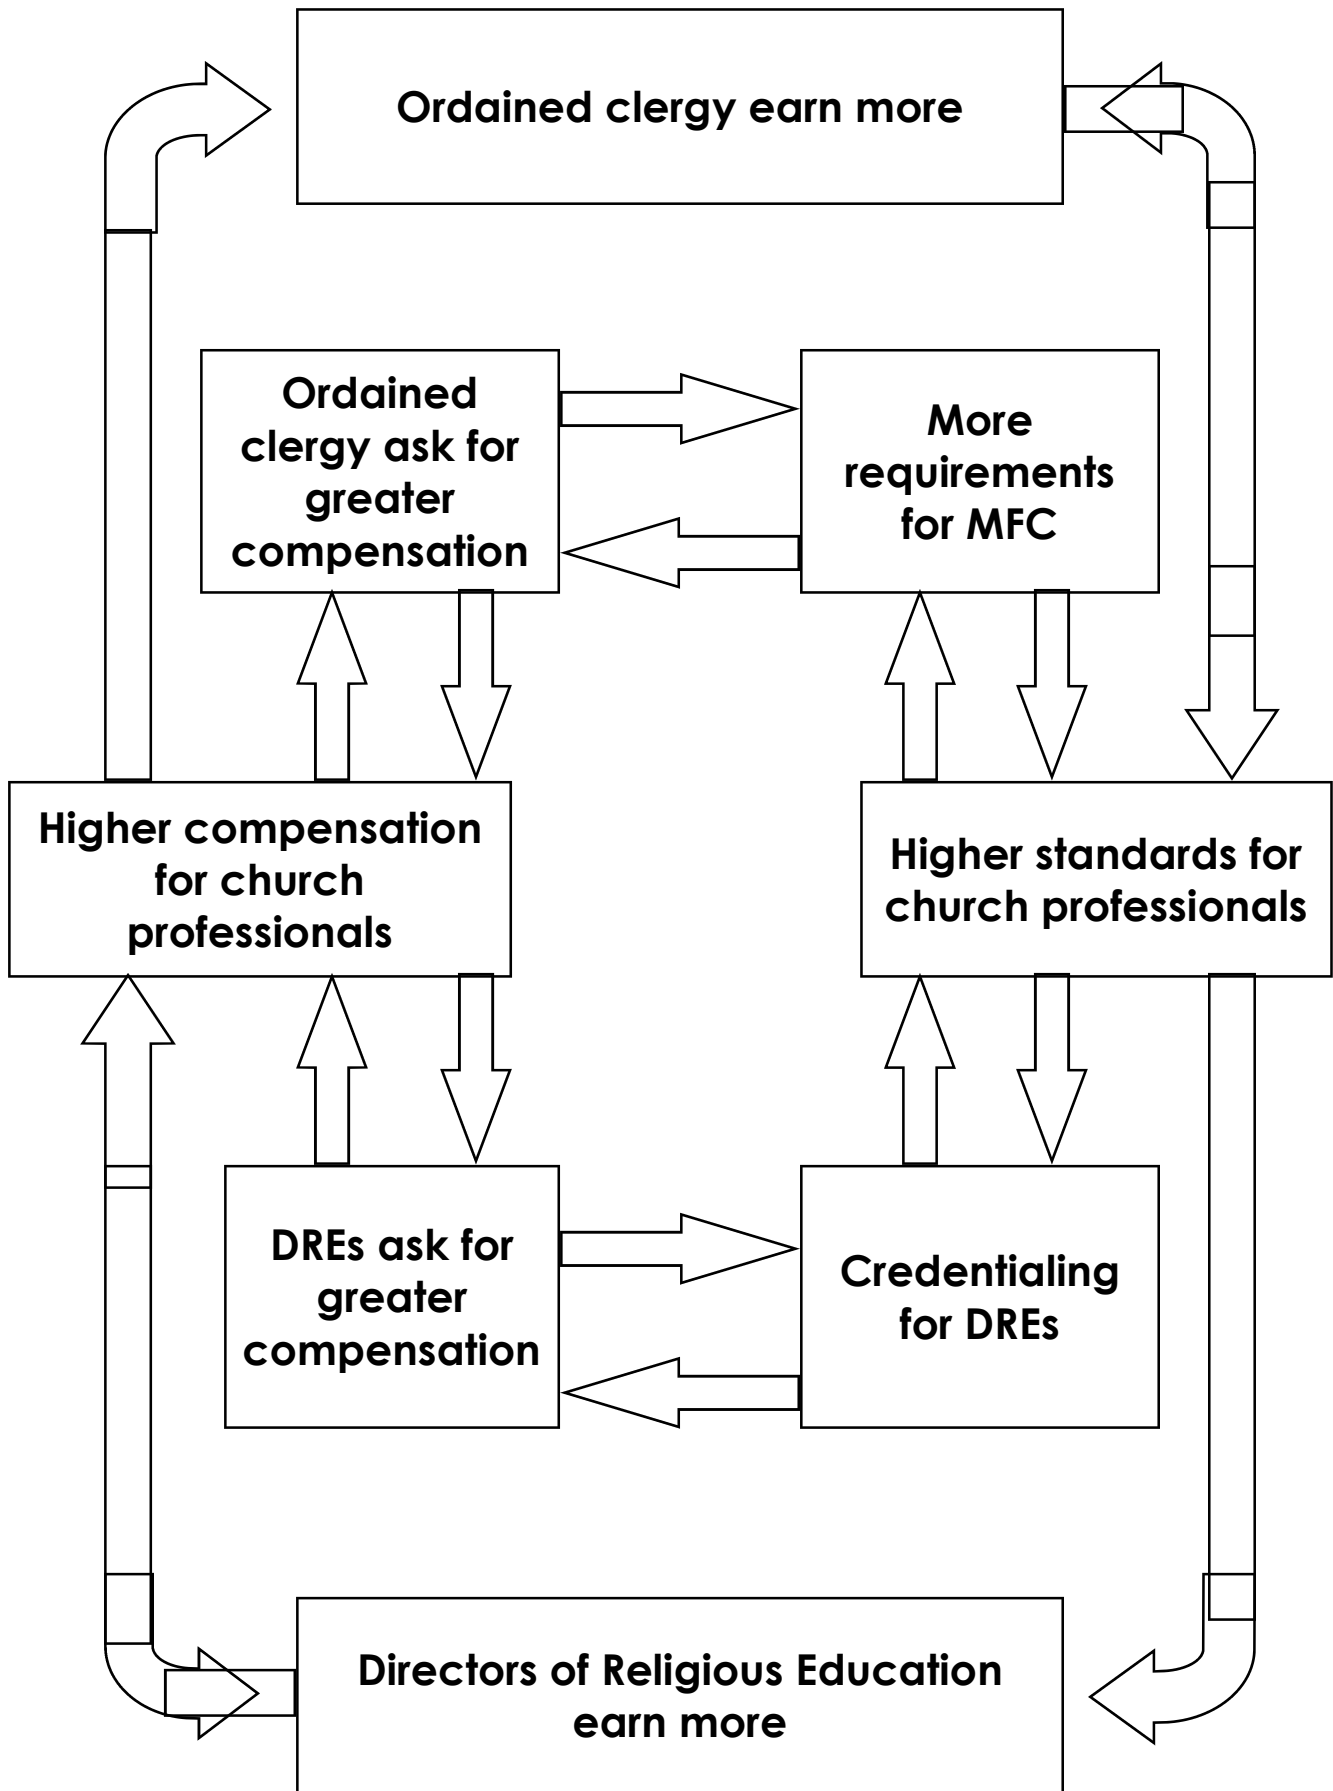 Ordained clergy earn more
Ordained
clergy ask for
greater
compensation
More
requirements
for MFC
Higher compensation
for church
professionals
Higher standards for
church professionals
DREs ask for
greater
compensation
Credentialing
for DREs
Directors of Religious Education
earn more